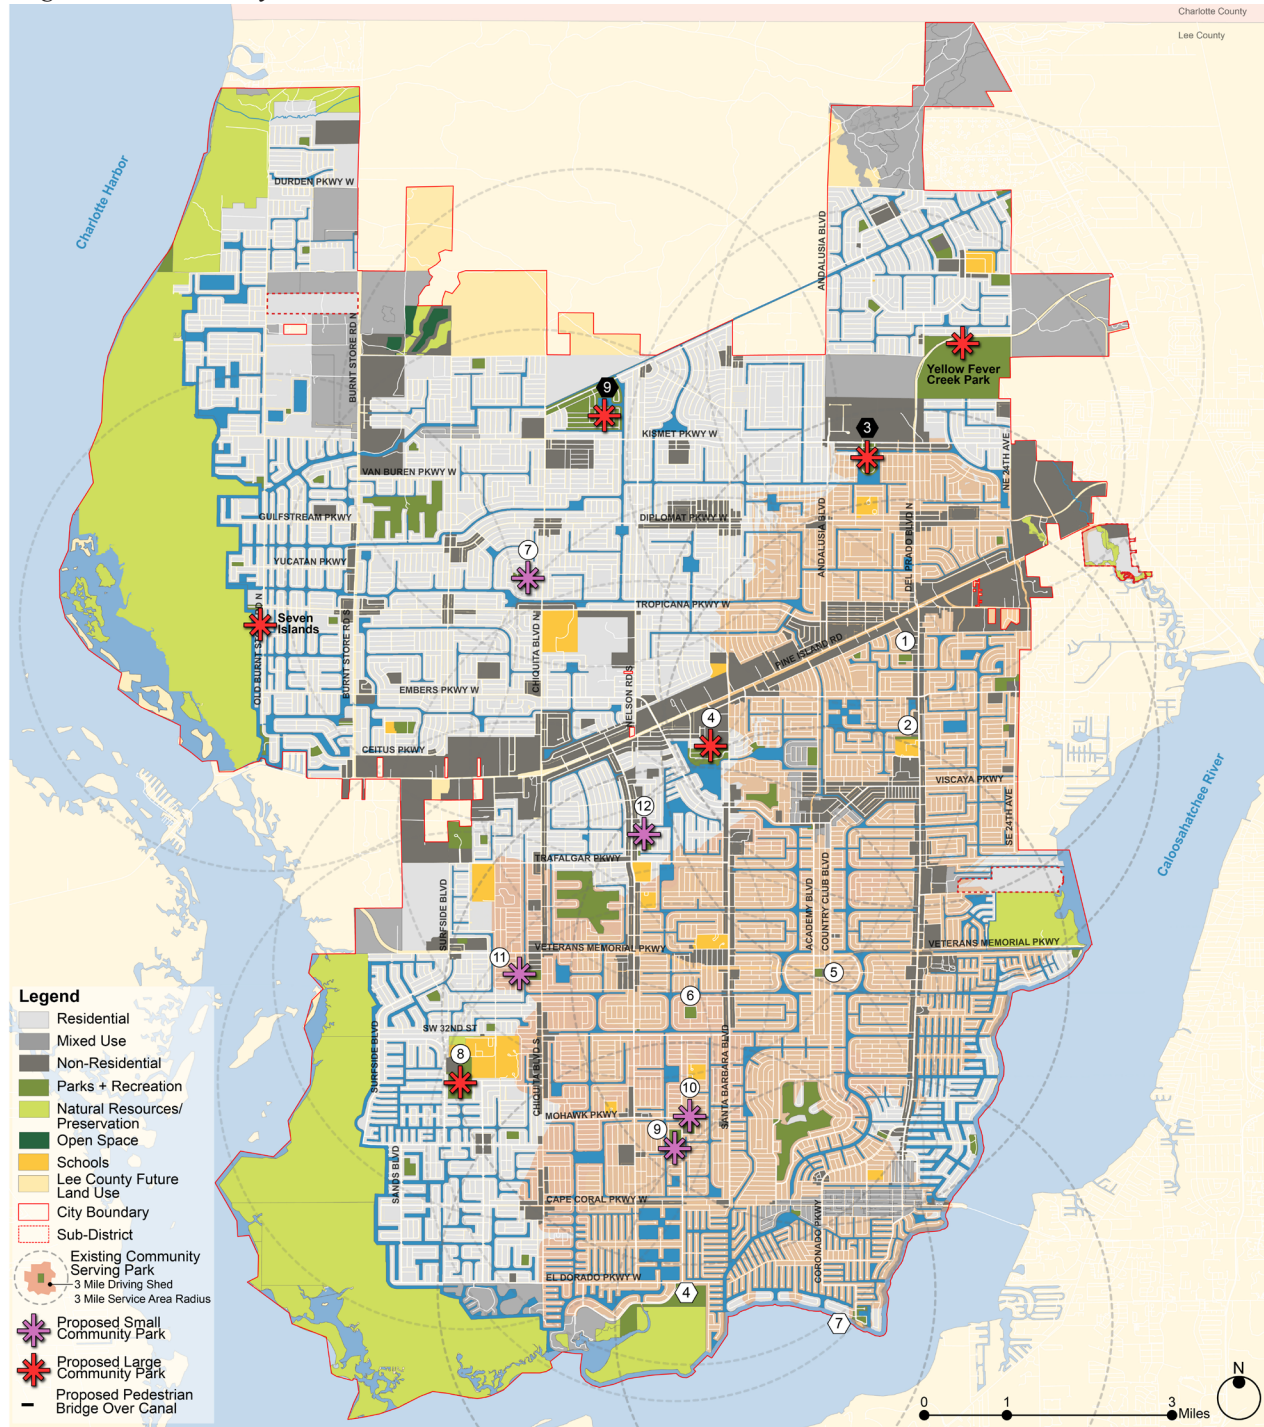 Charlotte County
Lee County
Charlotte Harbor
DURDEN PKWY W
ANDALUSIA BLVD
BURNT STORE RD N
Yellow Fever
Creek Park
9
3
KISMET PKWY W
NE 24TH AVE
VAN BUREN PKWY W
GULFSTREAM PKWY
DIPLOMAT PKWY W
ANDALUSIA BLVD
DEL PRADO BLVD N
7
YUCATAN PKWY
TROPICANA PKWY W
Seven
Islands
BURNT STORE RD S
CHIQUITA BLVD N
PINE ISLAND RD
1
EMBERS PKWY W
NELSON RD S
4
2
CEITUS PKWY
VISCAYA PKWY
SE 24TH AVE
12
Caloosahatchee River
TRAFALGAR PKWY
SURFSIDE BLVD
ACADEMY BLVD
COUNTRY CLUB BLVD
VETERANS MEMORIAL PKWY
VETERANS MEMORIAL PKWY
11
5
6
SW 32ND ST
SURFSIDE BLVD
8
CHIQUITA BLVD S
SANTA BARBARA BLVD
10
MOHAWK PKWY
9
SANDS BLVD
CAPE CORAL PKWY W
CORONADO PKWY
EL DORADO PKWY W
4
7
Legend
Residential
Mixed Use
Non-Residential
Parks + Recreation
Natural Resources/
Preservation
Open Space
Schools
Lee County Future
Land Use
City Boundary
Sub-District
Existing Community
Serving Park
3 Mile Driving Shed
3 Mile Service Area Radius
Proposed Small
Community Park
Proposed Large
Community Park
Proposed Pedestrian
Bridge Over Canal
N
0 1 3
Miles